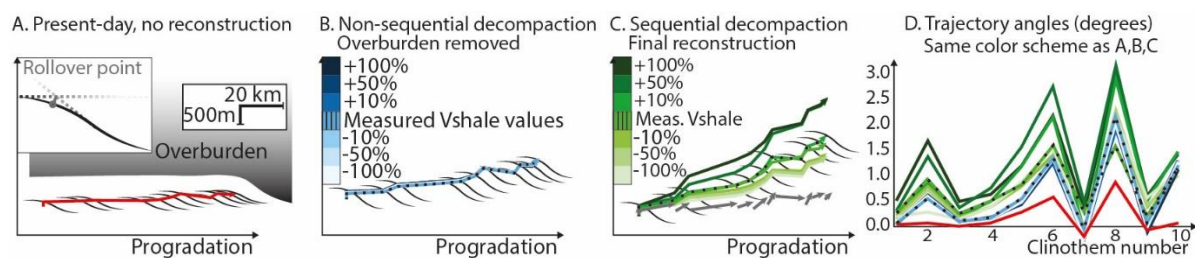 A. Present-day, no reconstruction
Rollover point
20 km
500m
Overburden
Progradation
B. Non-sequential decompaction
Overburden removed
+100%
+50%
+10%
Measured Vshale values
-10%
-50%
-100%
Progradation
C. Sequential decompaction
Final reconstruction
+100%
+50%
+10%
Meas. Vshale
-10%
-50%
-100%
Progradation
D. Trajectory angles (degrees)
Same color scheme as A,B,C
3.0
2.5
2.0
1.5
1.0
0.5
0.0
2 4 6 8 10
Clinothem number